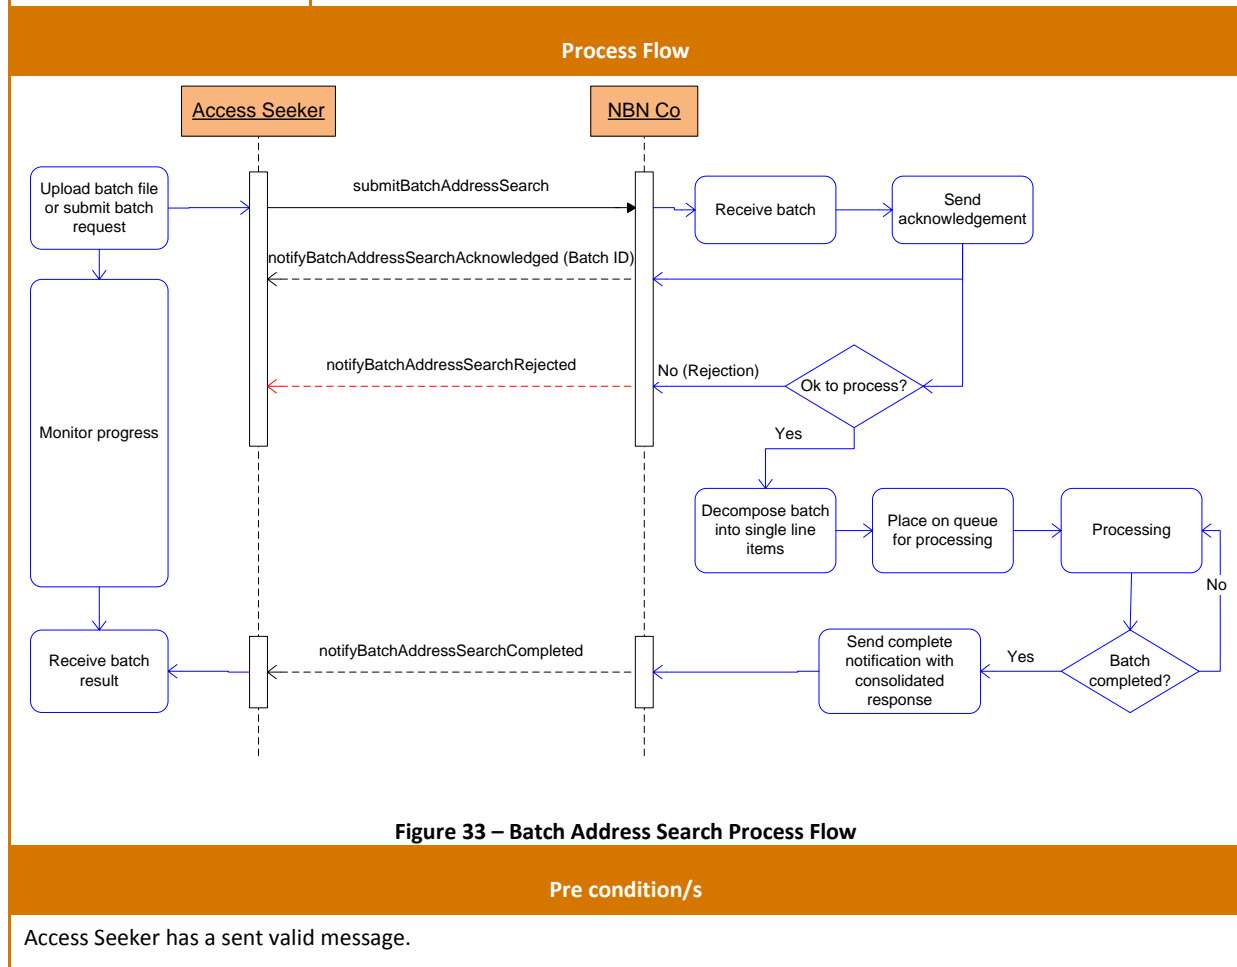 Process Flow
Access Seeker
NBN Co
Upload batch file
or submit batch
request
submitBatchAddressSearch
Receive batch
Send
acknowledgement
notifyBatchAddressSearchAcknowledged (Batch ID)
notifyBatchAddressSearchRejected
No (Rejection)
Ok to process?
Monitor progress
Yes
Decompose batch
into single line
items
Place on queue
for processing
Processing
No
Receive batch
result
notifyBatchAddressSearchCompleted
Send complete
notification with
consolidated
response
Yes
Batch
completed?
Figure 33 – Batch Address Search Process Flow
Pre condition/s
Access Seeker has a sent valid message.